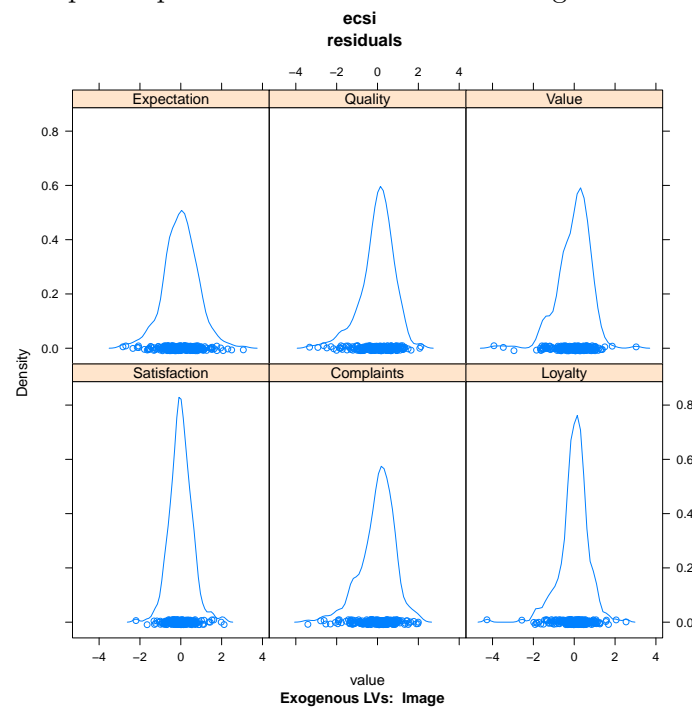 ecsi
residuals
−4 −2 0 2 4
Expectation Quality Value
0.8
0.6
0.4
0.2
0.0
Density
Satisfaction Complaints Loyalty
0.8
0.6
0.4
0.2
0.0
−4 −2 0 2 4 −4 −2 0 2 4
value
Exogenous LVs: Image